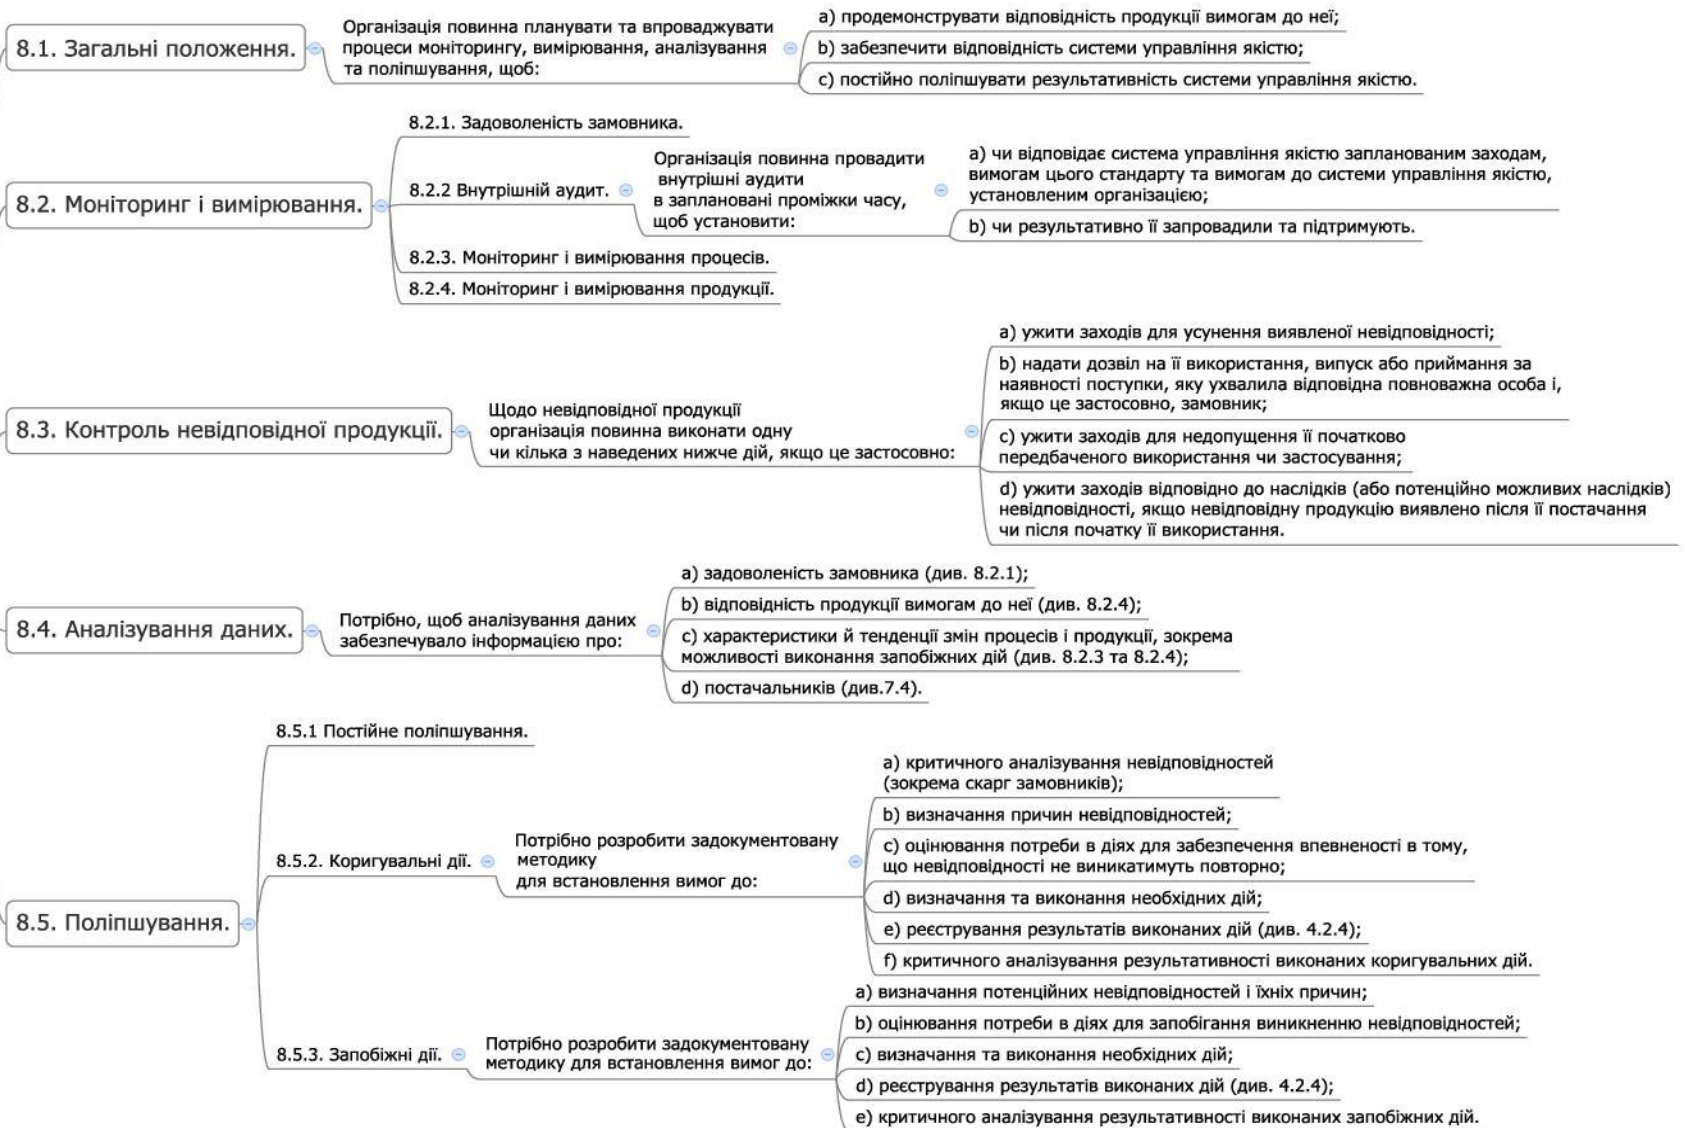 8.1. Загальні положення.
Організація повинна планувати та впроваджувати
процеси моніторингу, вимірювання, аналізування
та поліпшування, щоб:
a) продемонструвати відповідність продукції вимогам до неї;
b) забезпечити відповідність системи управління якістю;
c) постійно поліпшувати результативність системи управління якістю.
8.2. Моніторинг і вимірювання.
8.2.1. Задоволеність замовника.
8.2.2 Внутрішній аудит.
Організація повинна провадити
внутрішні аудити
в заплановані проміжки часу,
щоб установити:
a) чи відповідає система управління якістю запланованим заходам,
вимогам цього стандарту та вимогам до системи управління якістю,
установленим організацією;
b) чи результативно її запровадили та підтримують.
8.2.3. Моніторинг і вимірювання процесів.
8.2.4. Моніторинг і вимірювання продукції.
8.3. Контроль невідповідної продукції.
Щодо невідповідної продукції
організація повинна виконати одну
чи кілька з наведених нижче дій, якщо це застосовно:
a) ужити заходів для усунення виявленої невідповідності;
b) надати дозвіл на її використання, випуск або приймання за
наявності поступки, яку ухвалила відповідна повноважна особа і,
якщо це застосовно, замовник;
c) ужити заходів для недопущення її початково
передбаченого використання чи застосування;
d) ужити заходів відповідно до наслідків (або потенційно можливих наслідків)
невідповідності, якщо невідповідну продукцію виявлено після її постачання
чи після початку її використання.
8.4. Аналізування даних.
Потрібно, щоб аналізування даних
забезпечувало інформацією про:
a) задоволеність замовника (див. 8.2.1);
b) відповідність продукції вимогам до неї (див. 8.2.4);
c) характеристики й тенденції змін процесів і продукції, зокрема
можливості виконання запобіжних дій (див. 8.2.3 та 8.2.4);
d) постачальників (див.7.4).
8.5. Поліпшування.
8.5.1 Постійне поліпшування.
8.5.2. Коригувальні дії.
Потрібно розробити задокументовану
методику
для встановлення вимог до:
a) критичного аналізування невідповідностей
(зокрема скарг замовників);
b) визначання причин невідповідностей;
c) оцінювання потреби в діях для забезпечення впевненості в тому,
що невідповідності не виникатимуть повторно;
d) визначання та виконання необхідних дій;
e) реєстрування результатів виконаних дій (див. 4.2.4);
f) критичного аналізування результативності виконаних коригувальних дій.
8.5.3. Запобіжні дії.
Потрібно розробити задокументовану
методику для встановлення вимог до:
a) визначання потенційних невідповідностей і їхніх причин;
b) оцінювання потреби в діях для запобігання виникненню невідповідностей;
c) визначання та виконання необхідних дій;
d) реєстрування результатів виконаних дій (див. 4.2.4);
e) критичного аналізування результативності виконаних запобіжних дій.